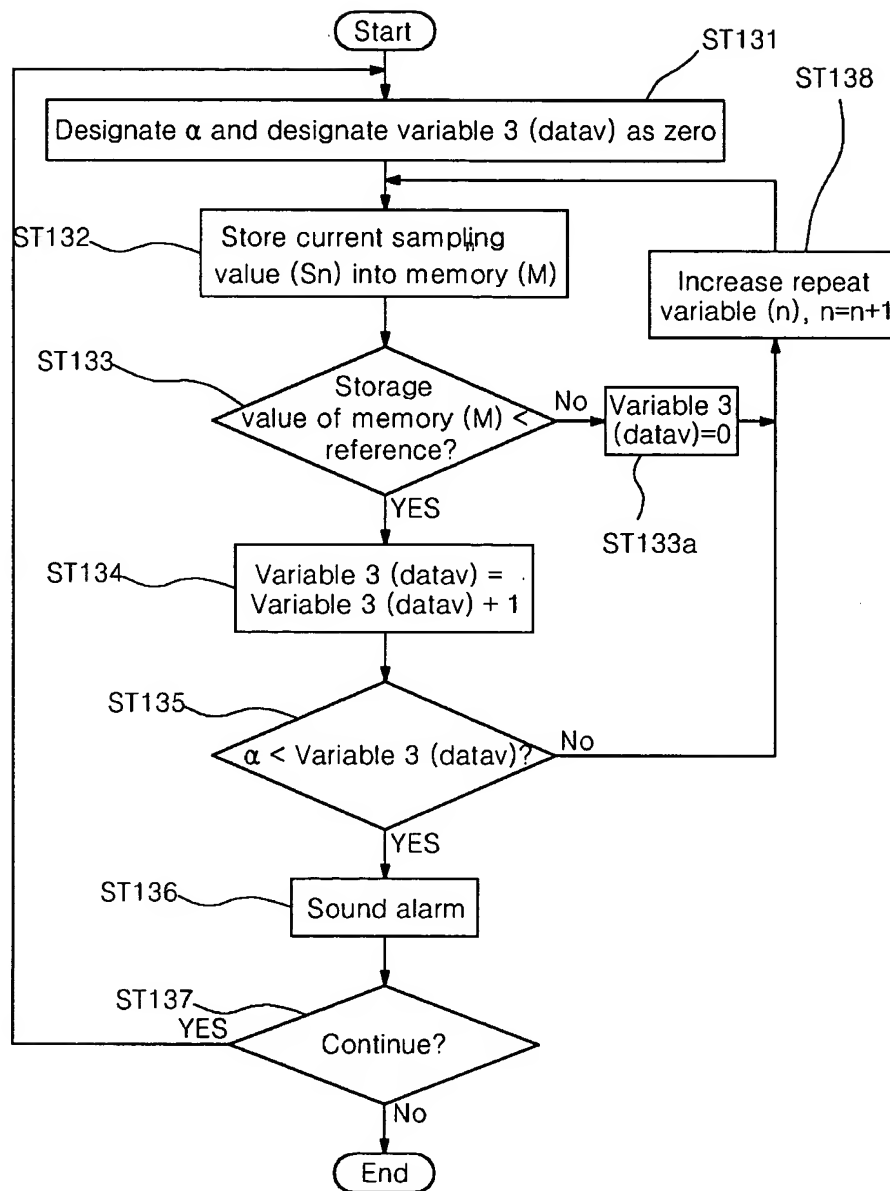 Start
ST131
Designate α and designate variable 3 (datav) as zero
ST138
ST132
Store current sampling
n
value (Sn) into memory (M)
Increase repeat
variable (n), n=n+1
ST133
Storage
value of memory (M) <
reference?
No
Variable 3
(datav)=0
ST133a
YES
ST134
Variable 3 (datav) =
Variable 3 (datav) + 1
ST135
α < Variable 3 (datav)?
No
YES
ST136
Sound alarm
ST137
YES
Continue?
No
End